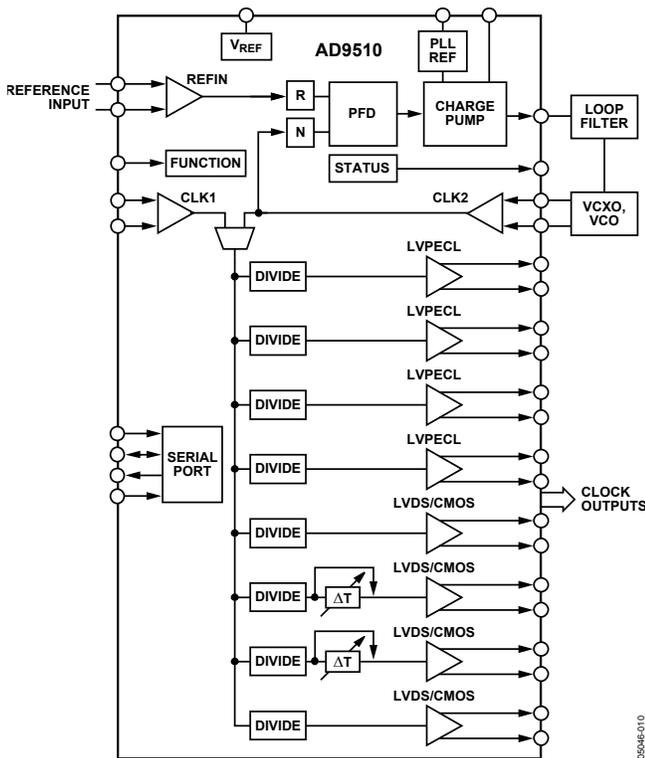 AD9510
VREF
PLL
REF
REFERENCE
INPUT
REFIN
R
N
PFD
CHARGE
PUMP
LOOP
FILTER
FUNCTION
STATUS
CLK1
CLK2
VCXO,
VCO
LVPECL
DIVIDE
LVPECL
DIVIDE
LVPECL
DIVIDE
LVPECL
SERIAL
PORT
DIVIDE
CLOCK
OUTPUTS
LVDS/CMOS
DIVIDE
LVDS/CMOS
DIVIDE
ΔT
LVDS/CMOS
DIVIDE
ΔT
LVDS/CMOS
DIVIDE
05046-010